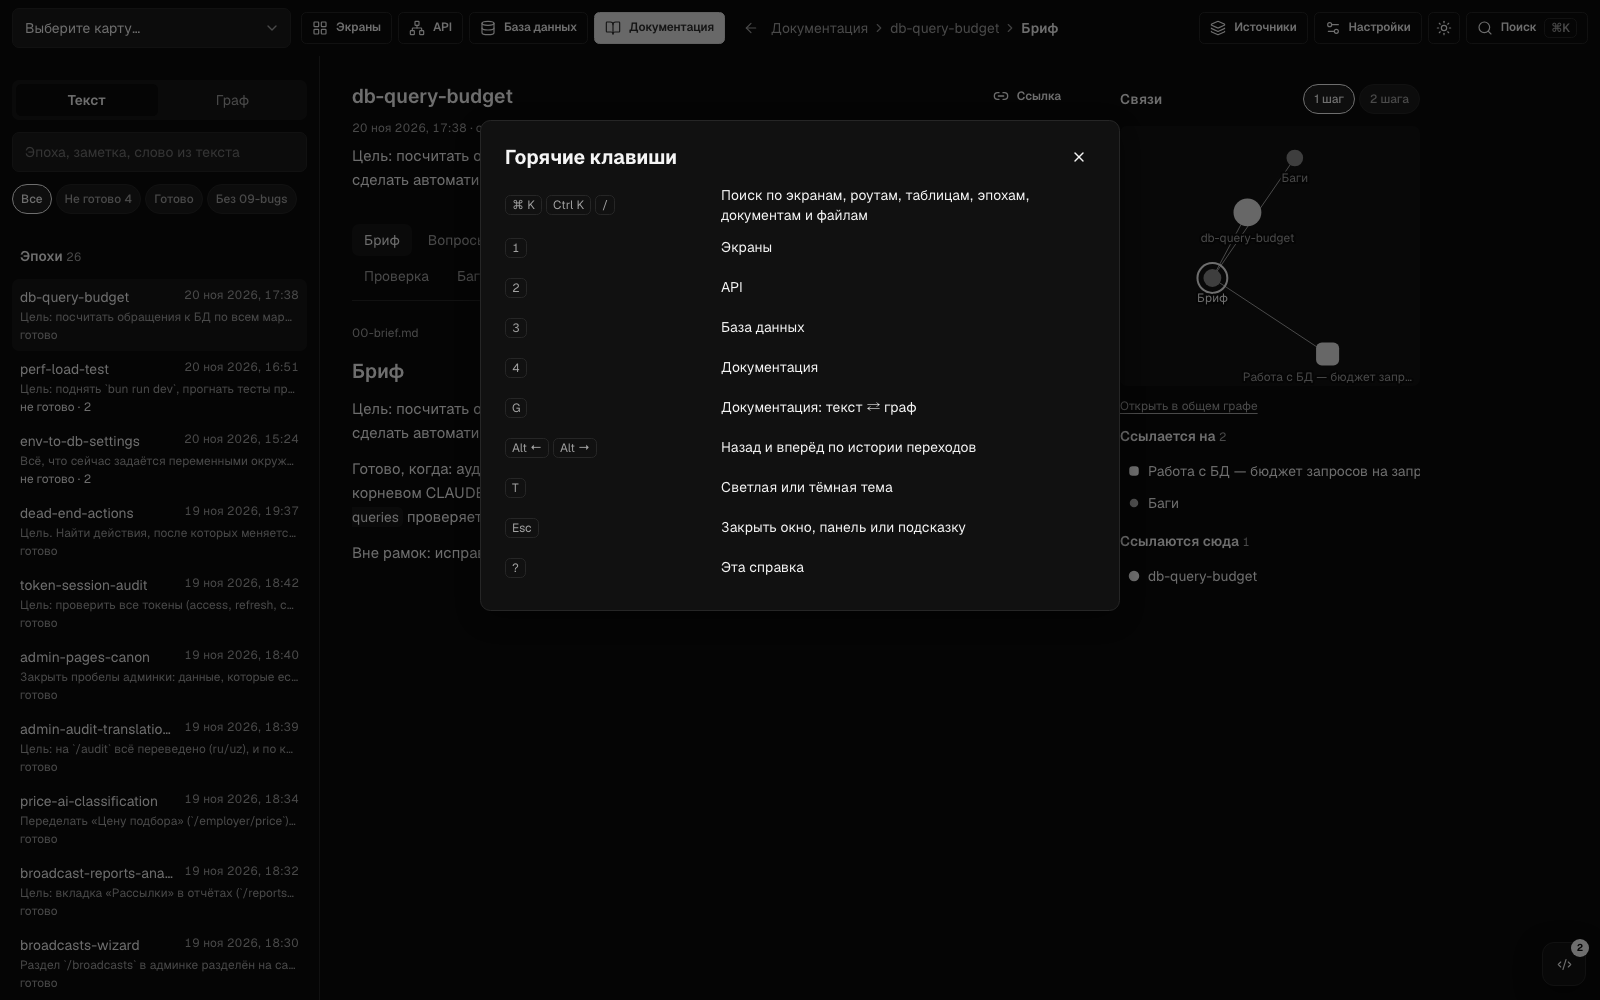 Выберите карту...
Экраны
API
База данных
Документация
Документация > db-query-budget > Бриф
Источники
Настройки
Поиск ⌘K
Текст
Граф
Эпоха, заметка, слово из текста
Все
Не готово 4
Готово
Без 09-bugs
Эпохи 26
db-query-budget 20 ноя 2026, 17:38
Цель: посчитать обращения к БД по всем мар...
готово
perf-load-test 20 ноя 2026, 16:51
Цель: поднять `bun run dev`, прогнать тесты пр...
не готово · 2
env-to-db-settings 20 ноя 2026, 15:24
Всё, что сейчас задаётся переменными окруж...
не готово · 2
dead-end-actions 19 ноя 2026, 19:37
Цель. Найти действия, после которых меняетс...
готово
token-session-audit 19 ноя 2026, 18:42
Цель: проверить все токены (access, refresh, с...
готово
admin-pages-canon 19 ноя 2026, 18:40
Закрыть пробелы админки: данные, которые ес...
готово
admin-audit-translatio... 19 ноя 2026, 18:39
Цель: на `/audit` всё переведено (ru/uz), и по к...
готово
price-ai-classification 19 ноя 2026, 18:34
Переделать «Цену подбора» (`/employer/price`)...
готово
broadcast-reports-ana... 19 ноя 2026, 18:32
Цель: вкладка «Рассылки» в отчётах (`/reports...
готово
broadcasts-wizard 19 ноя 2026, 18:30
Раздел `/broadcasts` в админке разделён на са...
готово
db-query-budget
Ссылка
20 ноя 2026, 17:38 ·
Цель: посчитать
сделать автомати
Бриф
Вопрос
Проверка
Баг
00-brief.md
Бриф
Цель: посчитать
сделать автомати
Готово, когда: ауд
корневом CLAUDE
queries проверяет
Вне рамок: исправ
Горячие клавиши
⌘ K Ctrl K / Поиск по экранам, роутам, таблицам, эпохам,
документам и файлам
1 Экраны
2 API
3 База данных
4 Документация
G Документация: текст ⇄ граф
Alt ← Alt → Назад и вперёд по истории переходов
T Светлая или тёмная тема
Esc Закрыть окно, панель или подсказку
? Эта справка
Связи
1 шаг
2 шага
Баги
db-query-budget
Бриф
Работа с БД — бюджет запр...
Открыть в общем графе
Ссылается на 2
Работа с БД — бюджет запросов на запр
Баги
Ссылаются сюда 1
db-query-budget
2